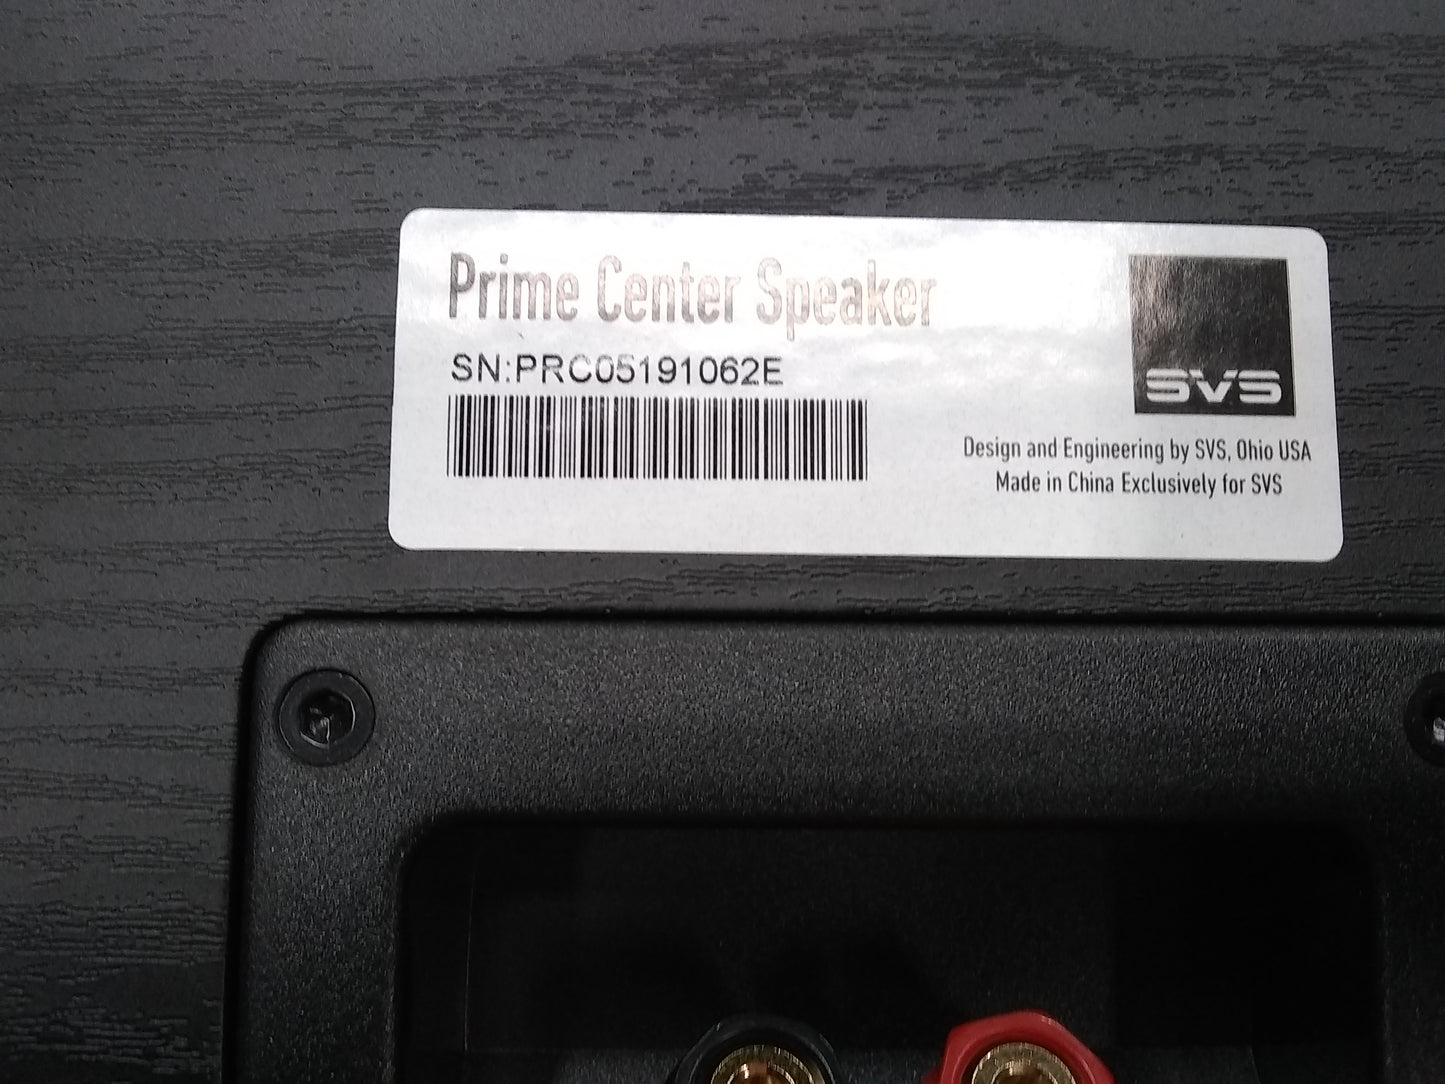 Prime Center Speaker
SN:PRC05191062E
SVS
Design and Engineering by SVS, Ohio USA
Made in China Exclusively for SVS